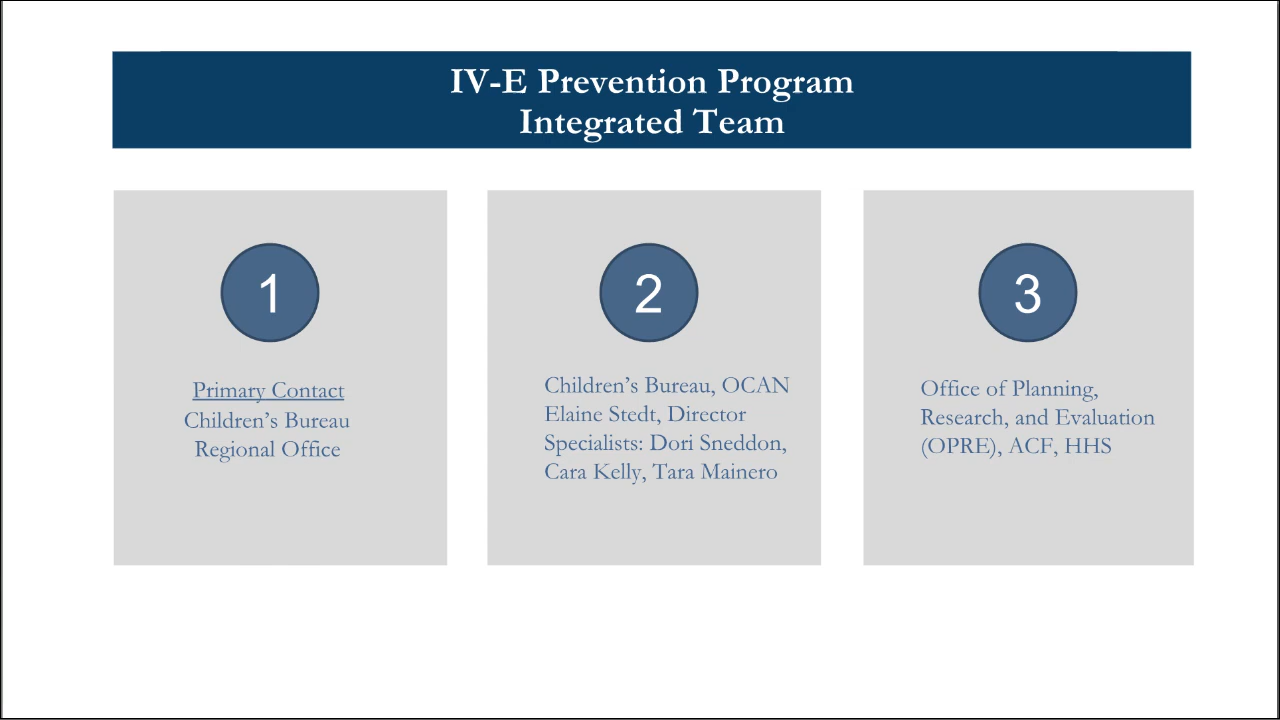 IV-E Prevention Program
Integrated Team
1
Primary Contact
Children’s Bureau
Regional Office
2
Children’s Bureau, OCAN
Elaine Stedt, Director
Specialists: Dori Sneddon,
Cara Kelly, Tara Mainero
3
Office of Planning,
Research, and Evaluation
(OPRE), ACF, HHS